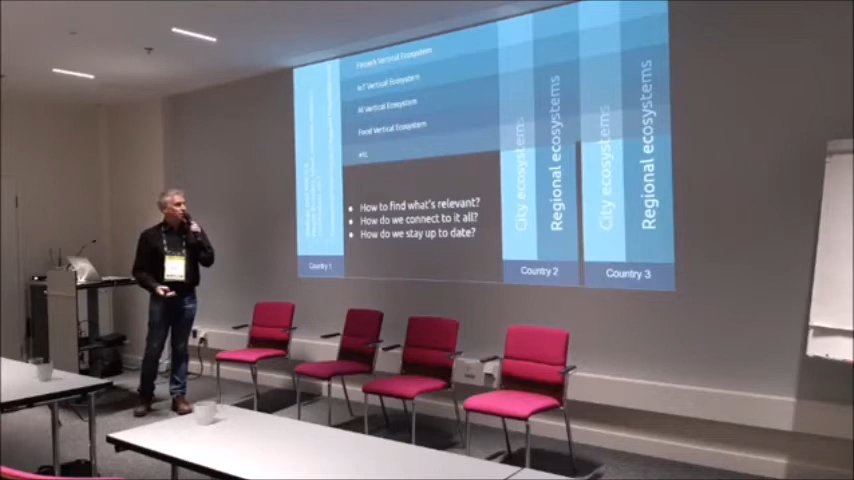 Fintech Vertical Ecosystem
IoT Vertical Ecosystem
AI Vertical Ecosystem
Food Vertical Ecosystem
etc.
• How to find what's relevant?
• How do we connect to it all?
• How do we stay up to date?
City ecosystems
Regional ecosystems
City ecosystems
Regional ecosystems
Country 1
Country 2
Country 3